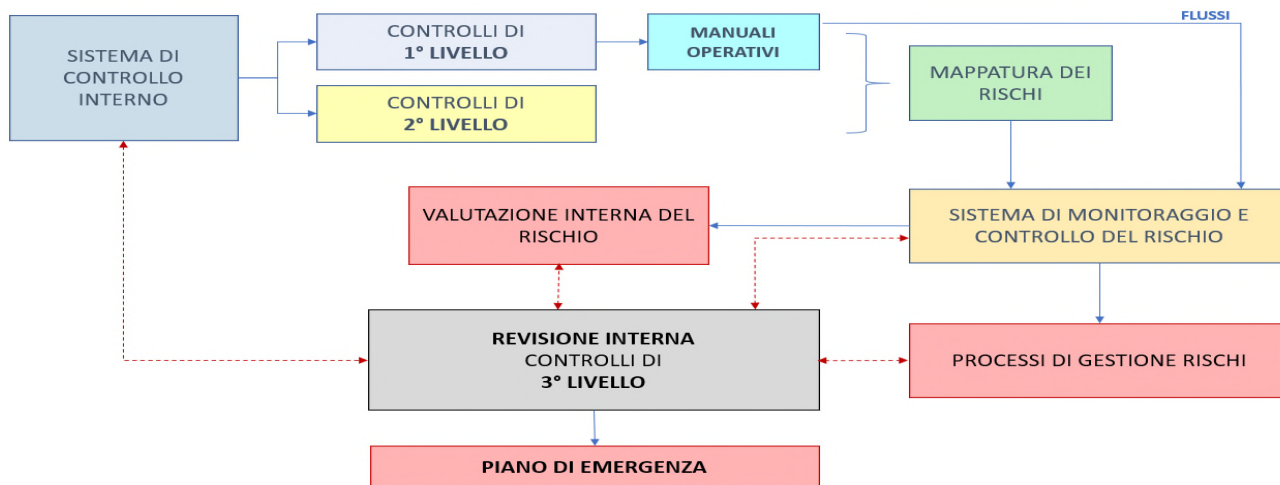 SISTEMA DI
CONTROLLO
INTERNO
CONTROLLI DI
1° LIVELLO
CONTROLLI DI
2° LIVELLO
MANUALI
OPERATIVI
FLUSSI
MAPPATURA DEI
RISCHI
VALUTAZIONE INTERNA DEL
RISCHIO
SISTEMA DI MONITORAGGIO E
CONTROLLO DEL RISCHIO
REVISIONE INTERNA
CONTROLLI DI
3° LIVELLO
PROCESSI DI GESTIONE RISCHI
PIANO DI EMERGENZA